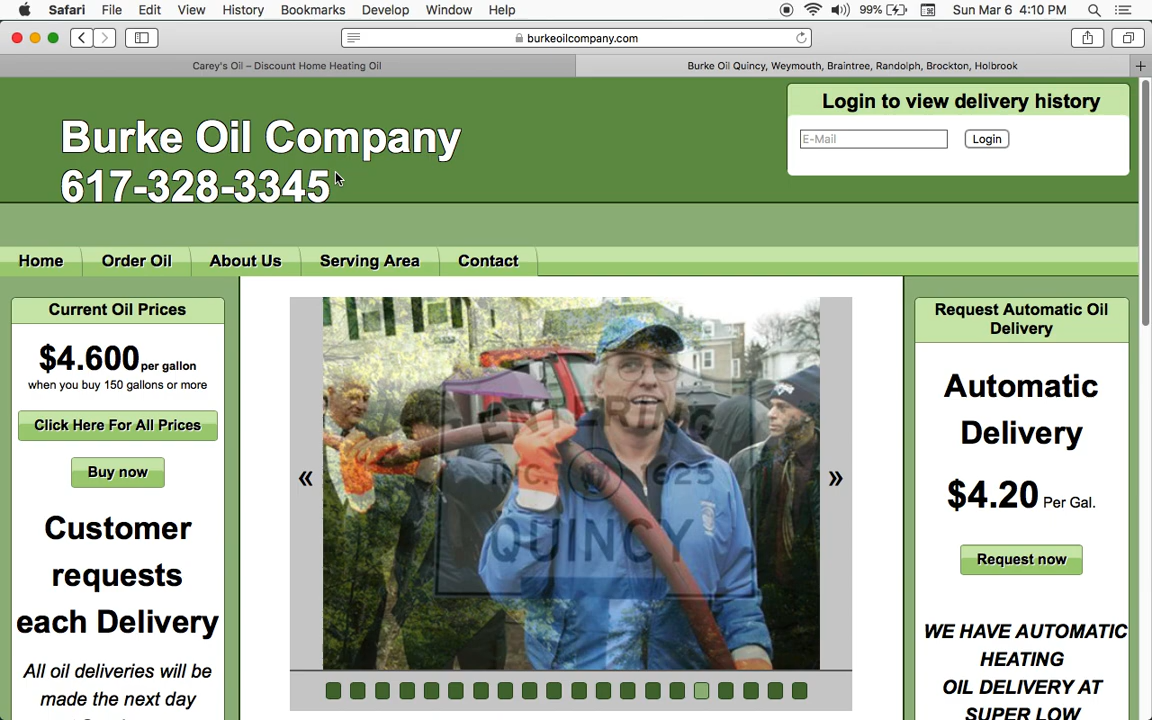 Safari File Edit View History Bookmarks Develop Window Help 99% Sun Mar 6 4:10 PM
burkeoilcompany.com
Carey's Oil – Discount Home Heating Oil
Burke Oil Quincy, Weymouth, Braintree, Randolph, Brockton, Holbrook
Burke Oil Company
617-328-3345
Login to view delivery history
E-Mail
Login
Home
Order Oil
About Us
Serving Area
Contact
Current Oil Prices
$4.600 per gallon
when you buy 150 gallons or more
Click Here For All Prices
Buy now
Customer
requests
each Delivery
All oil deliveries will be
made the next day
«
ENTERING
INC. 1625
QUINCY
»
Request Automatic Oil
Delivery
Automatic
Delivery
$4.20 Per Gal.
Request now
WE HAVE AUTOMATIC
HEATING
OIL DELIVERY AT
SUPER LOW